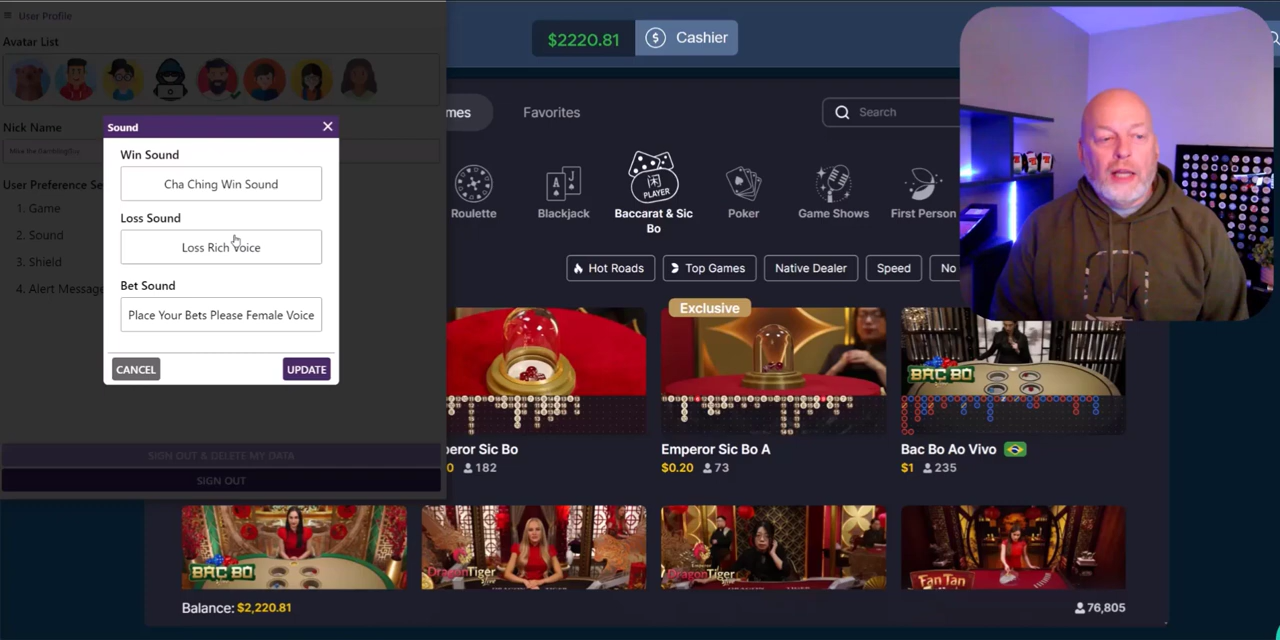 User Profile
Avatar List
Nick Name
Mike the GamblingGuy
User Preference Se
1. Game
2. Sound
3. Shield
4. Alert Message
SIGN OUT & DELETE MY DATA
SIGN OUT
Sound
Win Sound
Cha Ching Win Sound
Loss Sound
Loss Rich Voice
Bet Sound
Place Your Bets Please Female Voice
CANCEL
UPDATE
$2220.81
$ Cashier
mes
Favorites
Search
Roulette
A J
Blackjack
闲
PLAYER
Baccarat & Sic
Bo
Poker
Game Shows
First Person
Hot Roads
Top Games
Native Dealer
Speed
No
Exclusive
BAC BO
peror Sic Bo
0 182
Emperor Sic Bo A
$0.20 73
Bac Bo Ao Vivo
$1 235
BAC BO
DRAGON TIGER
DRAGON TIGER
FAN TAN
Balance: $2,220.81
76,805